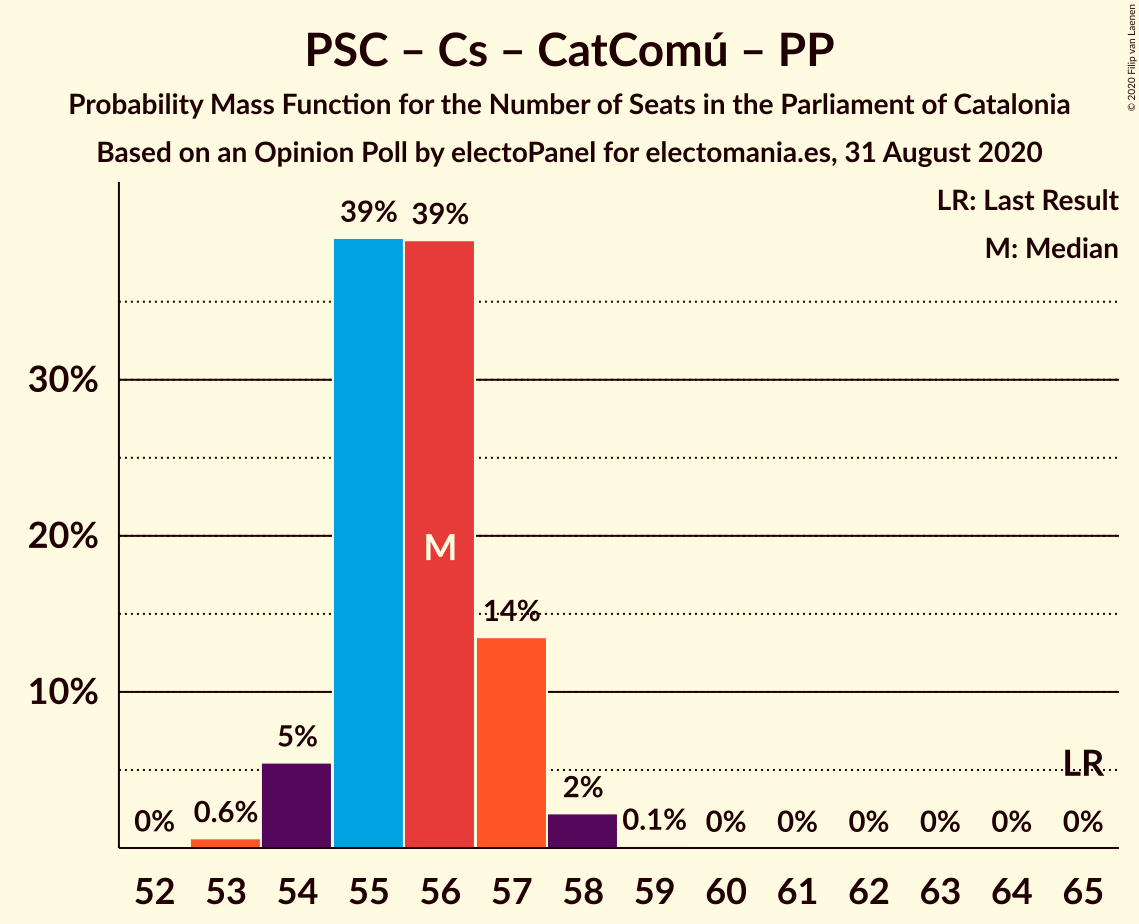 PSC – Cs – CatComú – PP
Probability Mass Function for the Number of Seats in the Parliament of Catalonia
Based on an Opinion Poll by electoPanel for electomania.es, 31 August 2020
© 2020 Filip van Laenen
LR: Last Result
M: Median
39% 39%
30%
20%
M
14%
10%
5%
LR
2%
0% 0.6% 0.1% 0% 0% 0% 0% 0% 0%
52 53 54 55 56 57 58 59 60 61 62 63 64 65